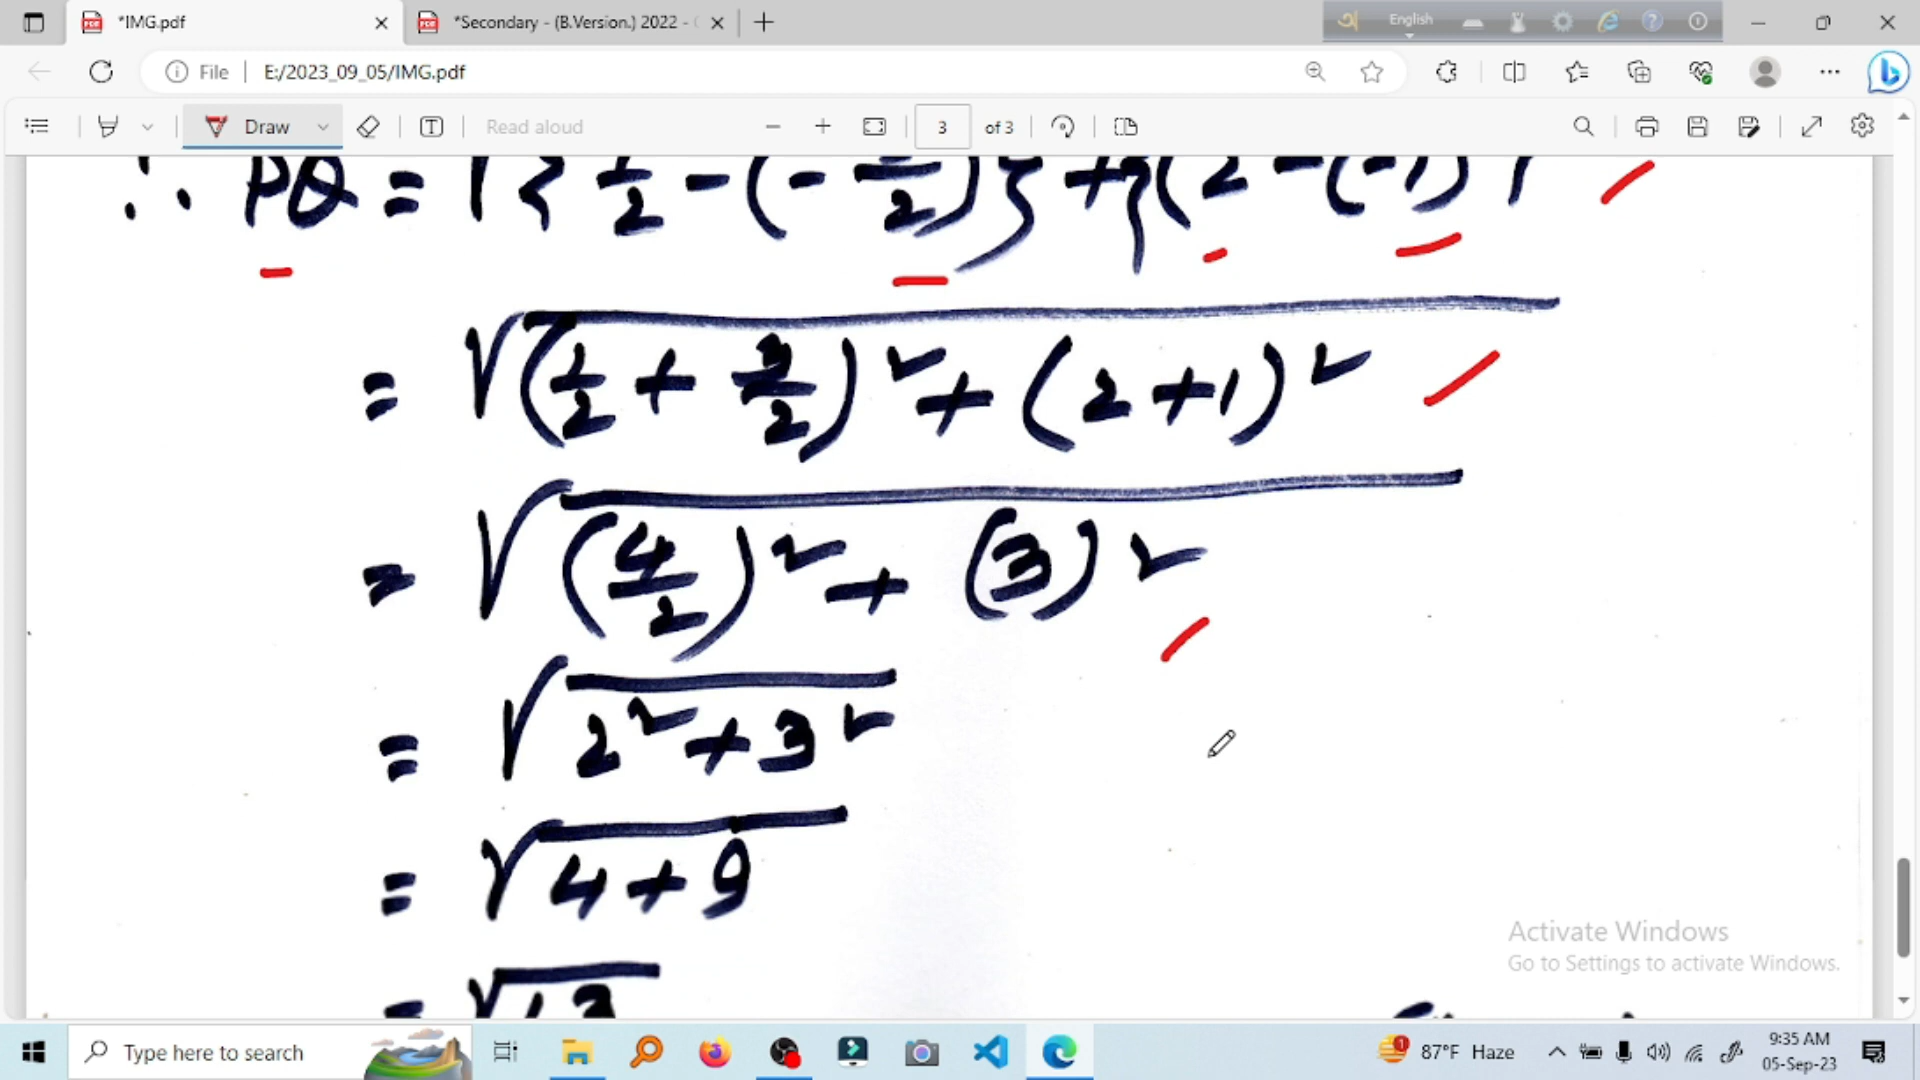 *IMG.pdf
*Secondary - (B.Version.) 2022 -
English
File
E:/2023_09_05/IMG.pdf
Draw
Read aloud
3 of 3
∴ PQ = √{1/2 - (-3/2)} + {(2 - (-1)}
= √(1/2 + 3/2)² + (2+1)²
= √(4/2)² + (3)²
= √2² + 3²
= √4 + 9
= √13
Activate Windows
Go to Settings to activate Windows.
Type here to search
1
87°F Haze
9:35 AM
05-Sep-23